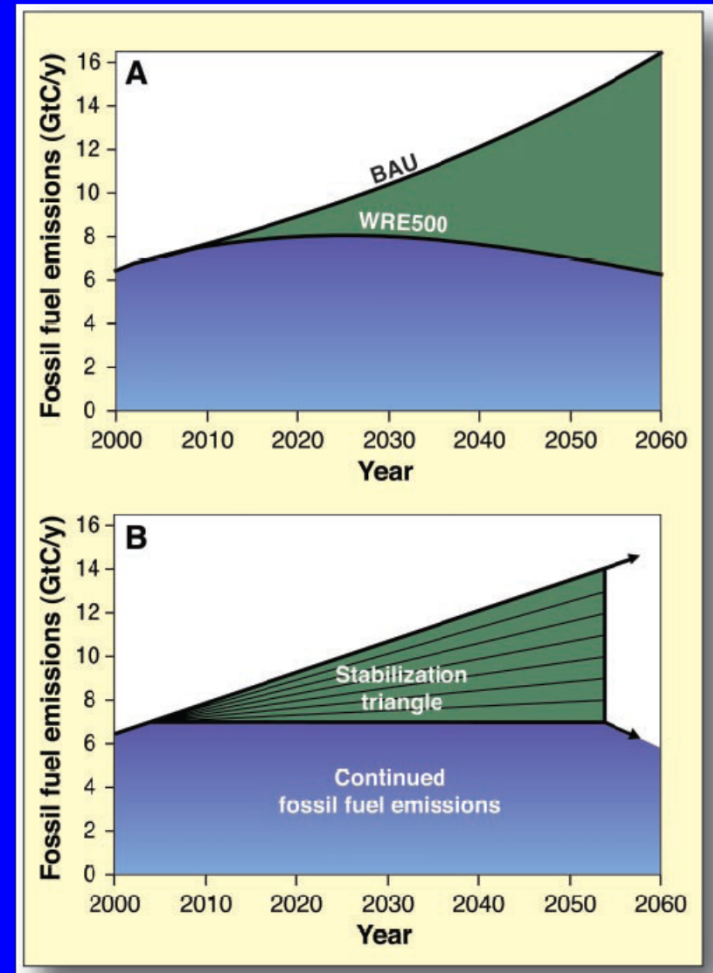 A
Fossil fuel emissions (GtC/y)
16
14
12
10
8
6
4
2
0
BAU
WRE500
2000 2010 2020 2030 2040 2050 2060
Year
B
Fossil fuel emissions (GtC/y)
16
14
12
10
8
6
4
2
0
Stabilization
triangle
Continued
fossil fuel emissions
2000 2010 2020 2030 2040 2050 2060
Year